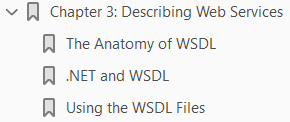 Chapter 3: Describing Web Services
The Anatomy of WSDL
.NET and WSDL
Using the WSDL Files